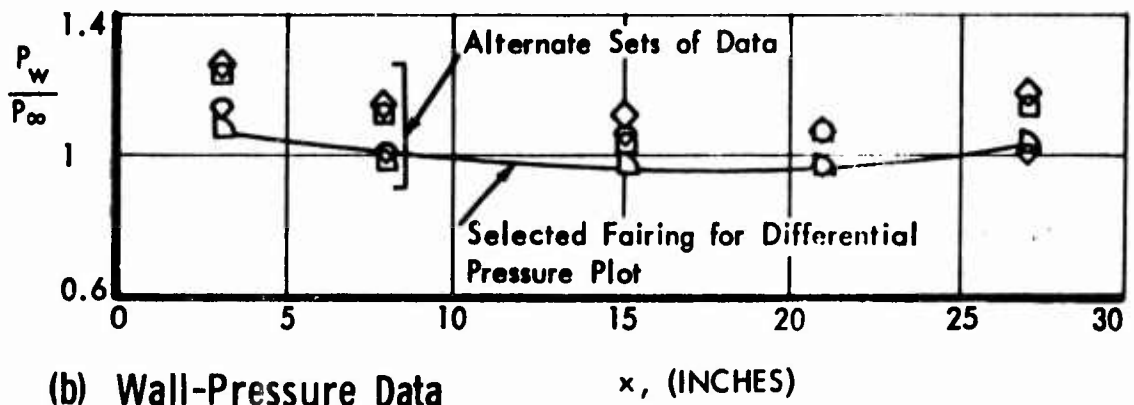 1.4
P_w
P∞
Alternate Sets of Data
1
Selected Fairing for Differential
Pressure Plot
0.6
0 5 10 15 20 25 30
(b) Wall-Pressure Data x, (INCHES)